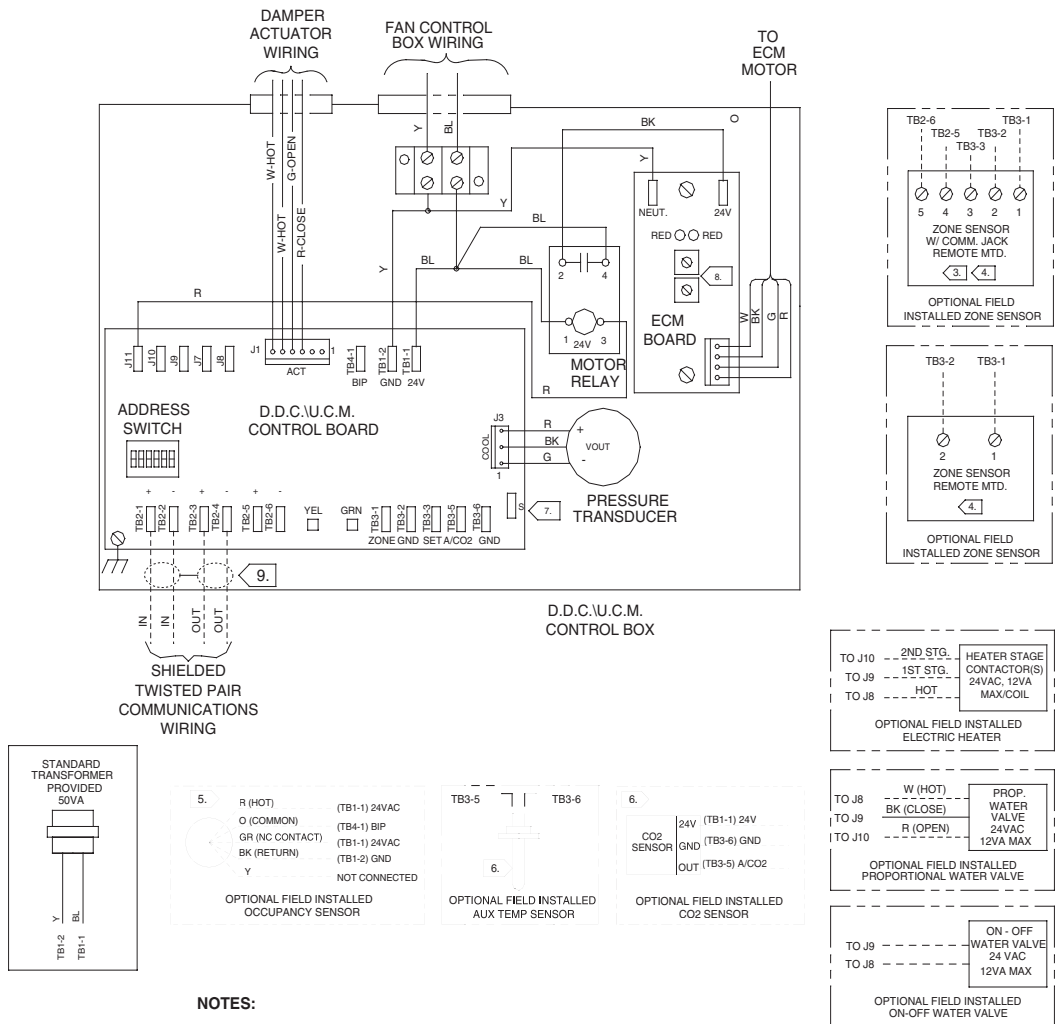 DAMPER
ACTUATOR
WIRING
FAN CONTROL
BOX WIRING
TO
ECM
MOTOR
W-HOT
W-HOT
G-OPEN
R-CLOSE
Y
BL
Y
BL
BK
Y
NEUT.
24V
RED
RED
8.
ECM
BOARD
W
BK
G
R
Y
BL
BL
2
4
1
24V
3
MOTOR
RELAY
R
R
J11
J10
J9
J7
J8
J1
1
ACT
TB4-1
TB1-2
TB1-1
BIP
GND
24V
ADDRESS
SWITCH
D.D.C.\U.C.M.
CONTROL BOARD
J3
COOL
1
R
BK
G
+
VOUT
-
PRESSURE
TRANSDUCER
+
-
+
-
+
-
TB2-1
TB2-2
TB2-3
TB2-4
TB2-5
TB2-6
YEL
GRN
TB3-1
TB3-2
TB3-3
TB3-5
TB3-6
ZONE GND SET A/CO2 GND
S
7.
9.
IN
IN
OUT
OUT
SHIELDED
TWISTED PAIR
COMMUNICATIONS
WIRING
D.D.C.\U.C.M.
CONTROL BOX
TB2-6
TB3-1
TB2-5
TB3-2
TB3-3
5 4 3 2 1
ZONE SENSOR
W/ COMM. JACK
REMOTE MTD.
3.
4.
OPTIONAL FIELD
INSTALLED ZONE SENSOR
TB3-2
TB3-1
2
1
ZONE SENSOR
REMOTE MTD.
4.
OPTIONAL FIELD
INSTALLED ZONE SENSOR
TO J10
2ND STG.
TO J9
1ST STG.
TO J8
HOT
HEATER STAGE
CONTACTOR(S)
24VAC, 12VA
MAX/COIL
OPTIONAL FIELD INSTALLED
ELECTRIC HEATER
TO J8
W (HOT)
TO J9
BK (CLOSE)
TO J10
R (OPEN)
PROP.
WATER
VALVE
24VAC
12VA MAX
OPTIONAL FIELD INSTALLED
PROPORTIONAL WATER VALVE
TO J9
TO J8
ON - OFF
WATER VALVE
24 VAC
12VA MAX
OPTIONAL FIELD INSTALLED
ON-OFF WATER VALVE
STANDARD
TRANSFORMER
PROVIDED
50VA
Y
BL
TB1-2
TB1-1
5.
R (HOT)
(TB1-1) 24VAC
O (COMMON)
(TB4-1) BIP
GR (NC CONTACT)
(TB1-1) 24VAC
BK (RETURN)
(TB1-2) GND
Y
NOT CONNECTED
OPTIONAL FIELD INSTALLED
OCCUPANCY SENSOR
TB3-5
TB3-6
6.
OPTIONAL FIELD INSTALLED
AUX TEMP SENSOR
6.
CO2
SENSOR
24V
(TB1-1) 24V
GND
(TB3-6) GND
OUT
(TB3-5) A/CO2
OPTIONAL FIELD INSTALLED
CO2 SENSOR
NOTES: